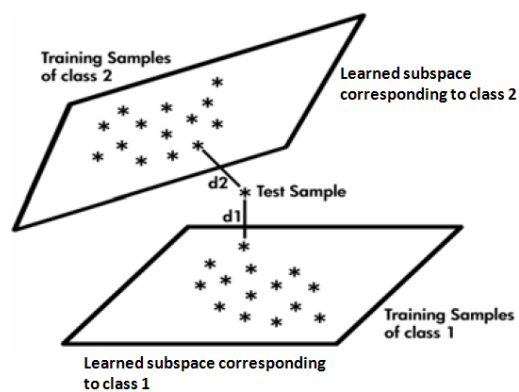 Training Samples
of class 2
Learned subspace
corresponding to class 2
d2
Test Sample
d1
Training Samples
of class 1
Learned subspace corresponding
to class 1